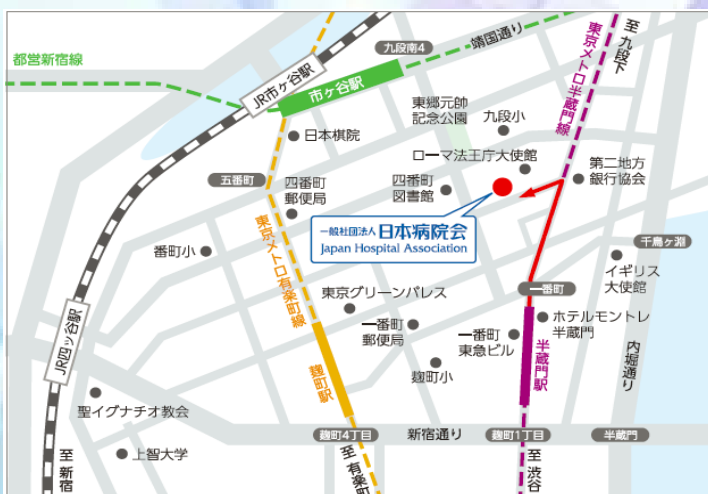 都営新宿線
JR市ヶ谷駅
市ヶ谷駅
九段南4
靖国通り
東京メトロ半蔵門線
至九段下
日本棋院
東郷元帥
記念公園
九段小
ローマ法王庁大使館
第二地方
銀行協会
五番町
四番町
郵便局
四番町
図書館
一般社団法人 日本病院会
Japan Hospital Association
番町小
東京メトロ有楽町線
千鳥ヶ淵
イギリス
大使館
一番町
東京グリーンパレス
一番町
郵便局
一番町
東急ビル
ホテルモントレ
半蔵門
半蔵門駅
内堀通り
JR四ッ谷駅
麹町駅
麹町小
聖イグナチオ教会
上智大学
麹町4丁目
新宿通り
麹町1丁目
半蔵門
至新宿
至有楽町
至渋谷